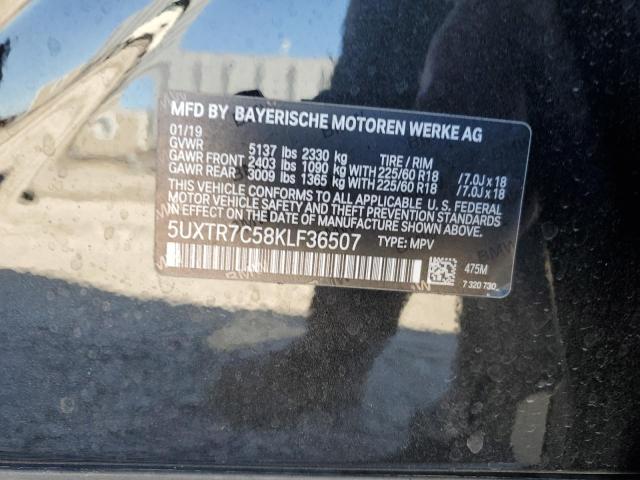 MFD BY BAYERISCHE MOTOREN WERKE AG
01/19
GVWR 5137 lbs 2330 kg TIRE / RIM
GAWR FRONT 2403 lbs 1090 kg WITH 225/60 R18 /7.0J x 18
GAWR REAR 3009 lbs 1365 kg WITH 225/60 R18 /7.0J x 18
THIS VEHICLE CONFORMS TO ALL APPLICABLE U.S. FEDERAL
MOTOR VEHICLE SAFETY STANDARDS IN EFFECT
ON THE DATE OF MANUFACTURE SHOWN ABOVE.
5UXTR7C58KLF36507 TYPE: MPV
475M
7 320 730